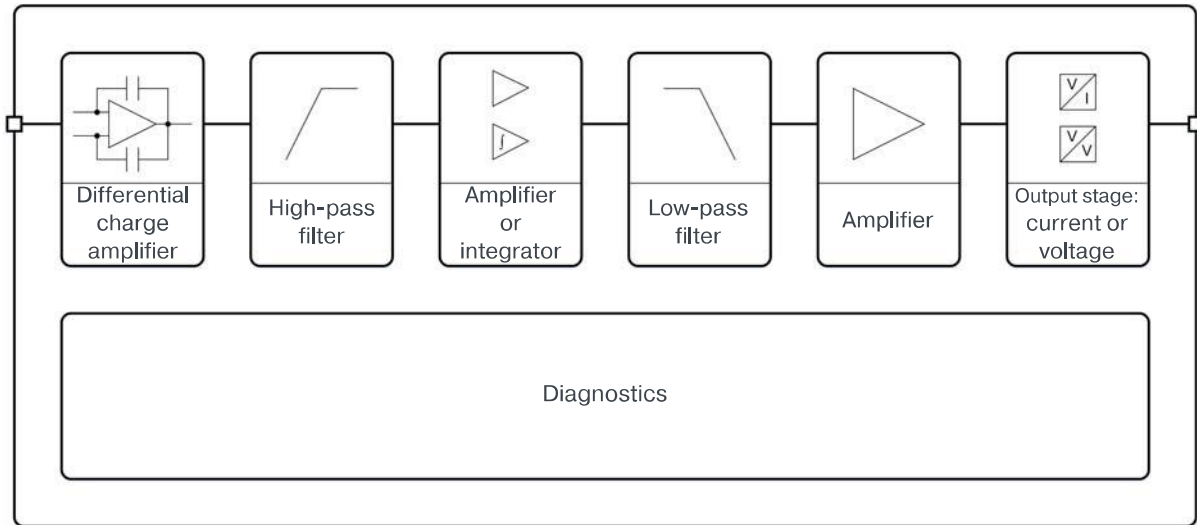 V
I
∫
V
V
Differential
charge
amplifier
High-pass
filter
Amplifier
or
integrator
Low-pass
filter
Amplifier
Output stage:
current or
voltage
Diagnostics